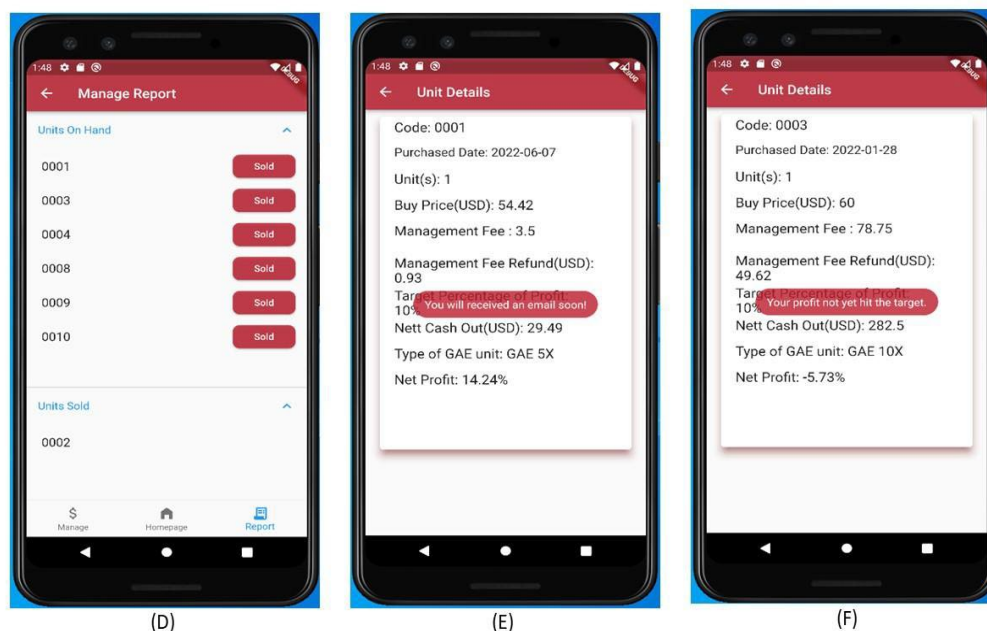 1:48
DEBUG
Manage Report
Units On Hand
0001 Sold
0003 Sold
0004 Sold
0008 Sold
0009 Sold
0010 Sold
Units Sold
0002
$
Manage Homepage Report
(D)
1:48
DEBUG
Unit Details
Code: 0001
Purchased Date: 2022-06-07
Unit(s): 1
Buy Price(USD): 54.42
Management Fee : 3.5
Management Fee Refund(USD):
0.93
Target Percentage of Profit:
10%
You will received an email soon!
Nett Cash Out(USD): 29.49
Type of GAE unit: GAE 5X
Net Profit: 14.24%
(E)
1:48
DEBUG
Unit Details
Code: 0003
Purchased Date: 2022-01-28
Unit(s): 1
Buy Price(USD): 60
Management Fee : 78.75
Management Fee Refund(USD):
49.62
Target Percentage of Profit:
10%
Your profit not yet hit the target.
Nett Cash Out(USD): 282.5
Type of GAE unit: GAE 10X
Net Profit: -5.73%
(F)